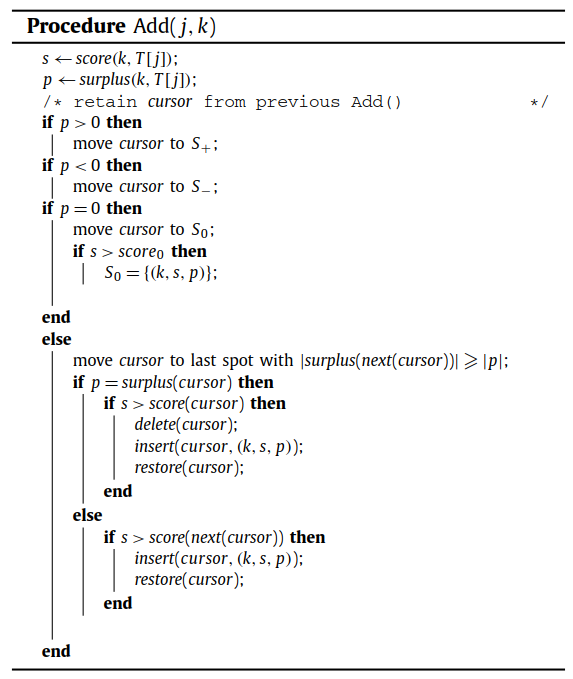 Procedure Add(j, k)
s ← score(k, T[j]);
p ← surplus(k, T[j]);
/* retain cursor from previous Add() */
if p > 0 then
move cursor to S₊;
if p < 0 then
move cursor to S₋;
if p = 0 then
move cursor to S₀;
if s > score₀ then
S₀ = {(k, s, p)};
end
else
move cursor to last spot with |surplus(next(cursor))| ⩾ |p|;
if p = surplus(cursor) then
if s > score(cursor) then
delete(cursor);
insert(cursor, (k, s, p));
restore(cursor);
end
else
if s > score(next(cursor)) then
insert(cursor, (k, s, p));
restore(cursor);
end
end